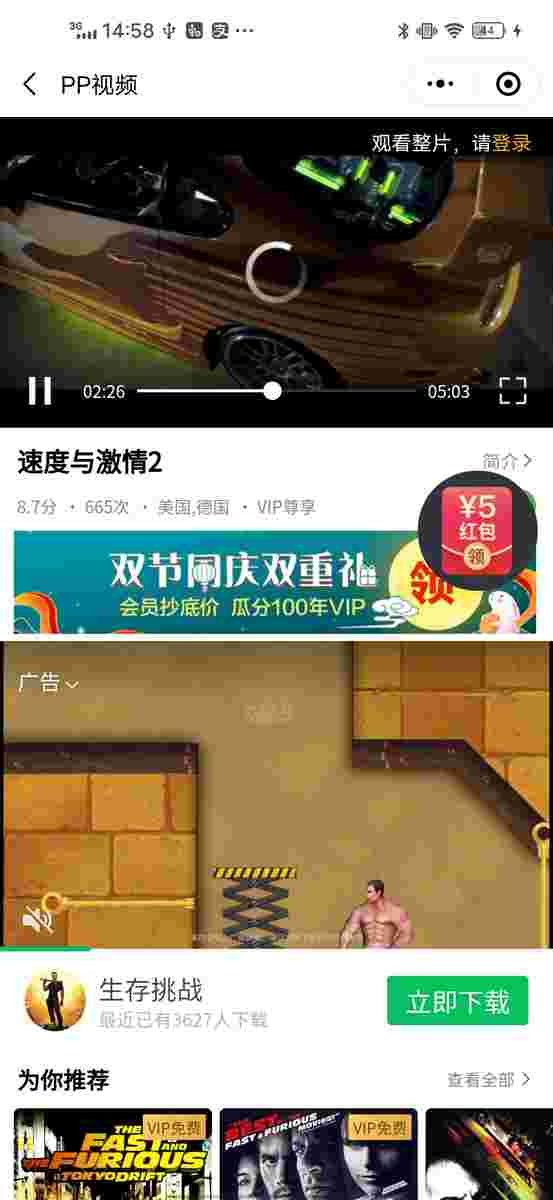 3G 14:58 44
PP视频
观看整片，请登录
02:26 05:03
速度与激情2
简介
8.7分 · 665次 · 美国,德国 · VIP尊享
¥5
红包
领
双节同庆双重礼
会员抄底价 瓜分100年VIP
领
广告
生存挑战
最近已有3627人下载
立即下载
为你推荐
查看全部
VIP免费
THE
FAST AND
THE FURIOUS
TOKYO DRIFT
VIP免费
FAST & FURIOUS